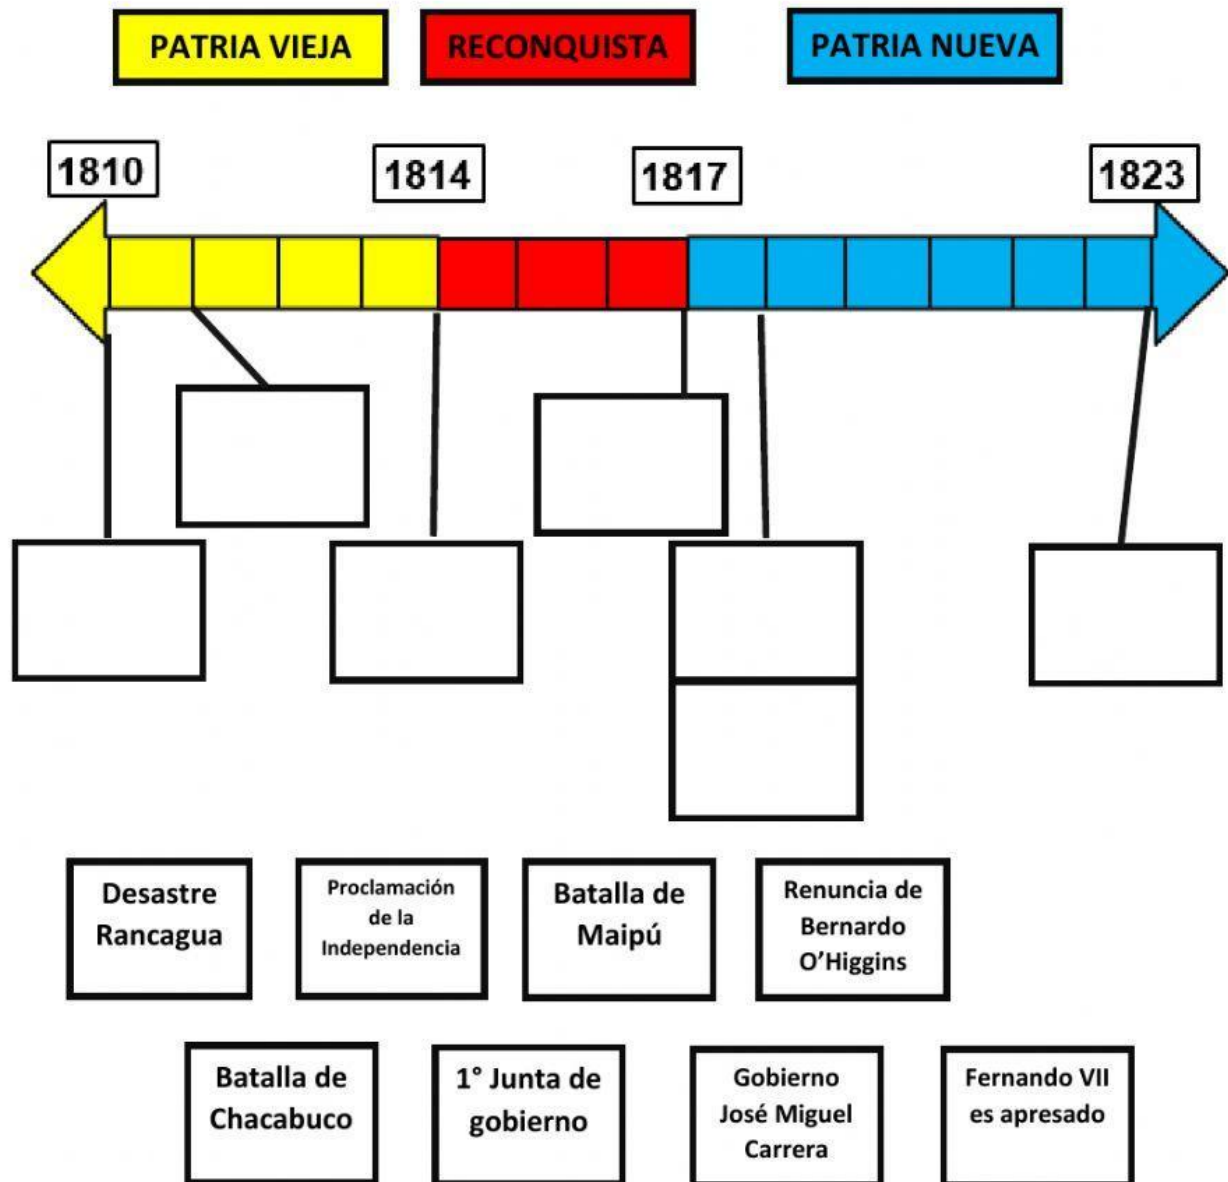 PATRIA VIEJA
RECONQUISTA
PATRIA NUEVA
1810
1814
1817
1823
Desastre
Rancagua
Proclamación
de la
Independencia
Batalla de
Maipú
Renuncia de
Bernardo
O’Higgins
Batalla de
Chacabuco
1° Junta de
gobierno
Gobierno
José Miguel
Carrera
Fernando VII
es apresado